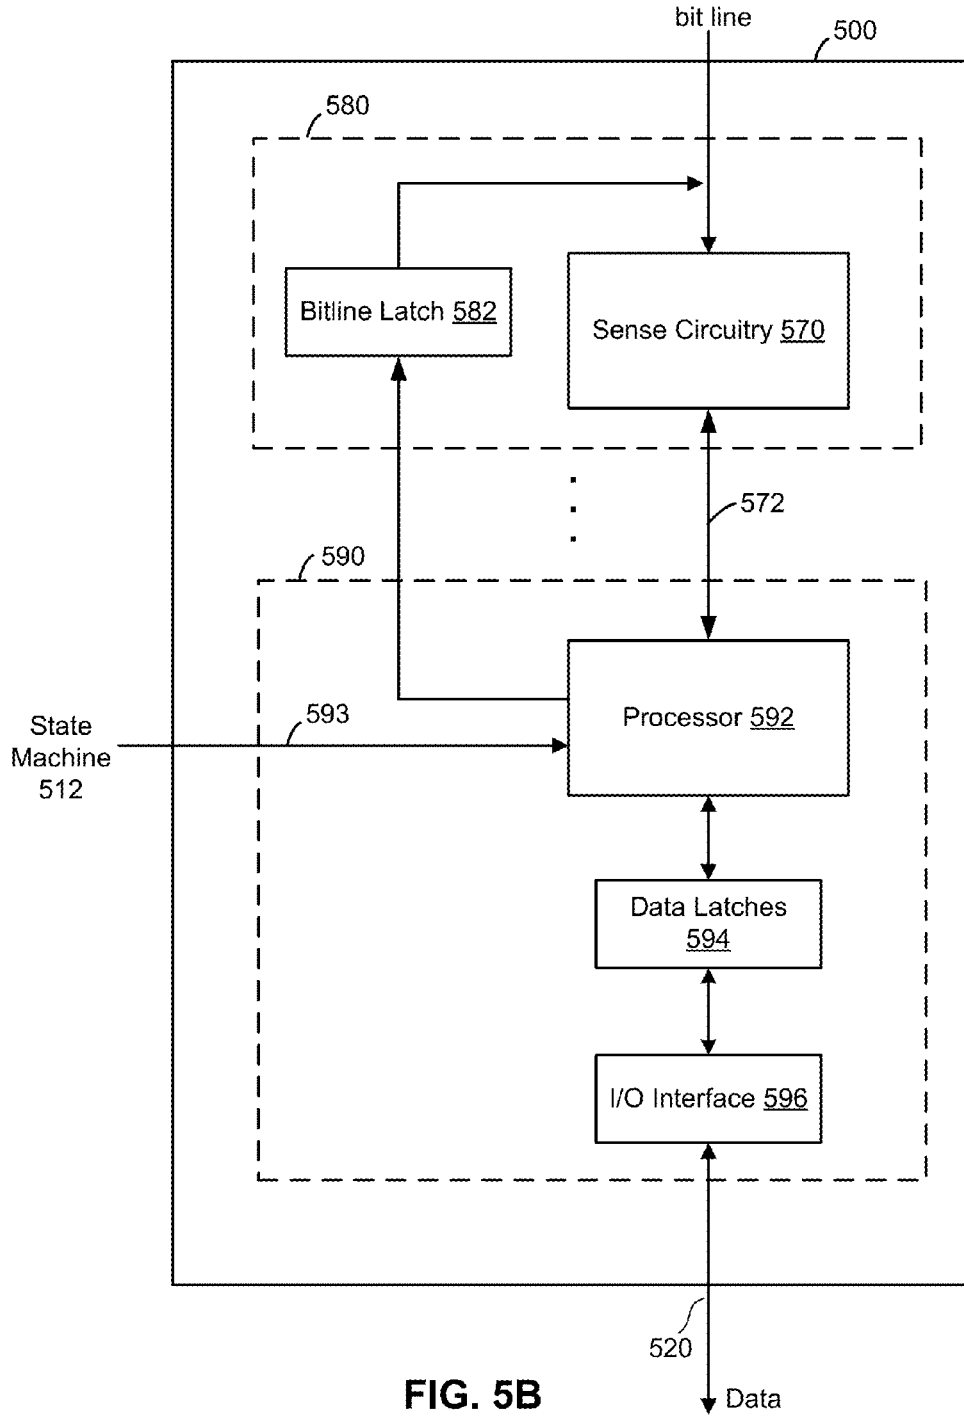 bit line
500
580
Bitline Latch 582
Sense Circuitry 570
572
590
State
Machine
512
593
Processor 592
Data Latches
594
I/O Interface 596
520
Data
FIG. 5B